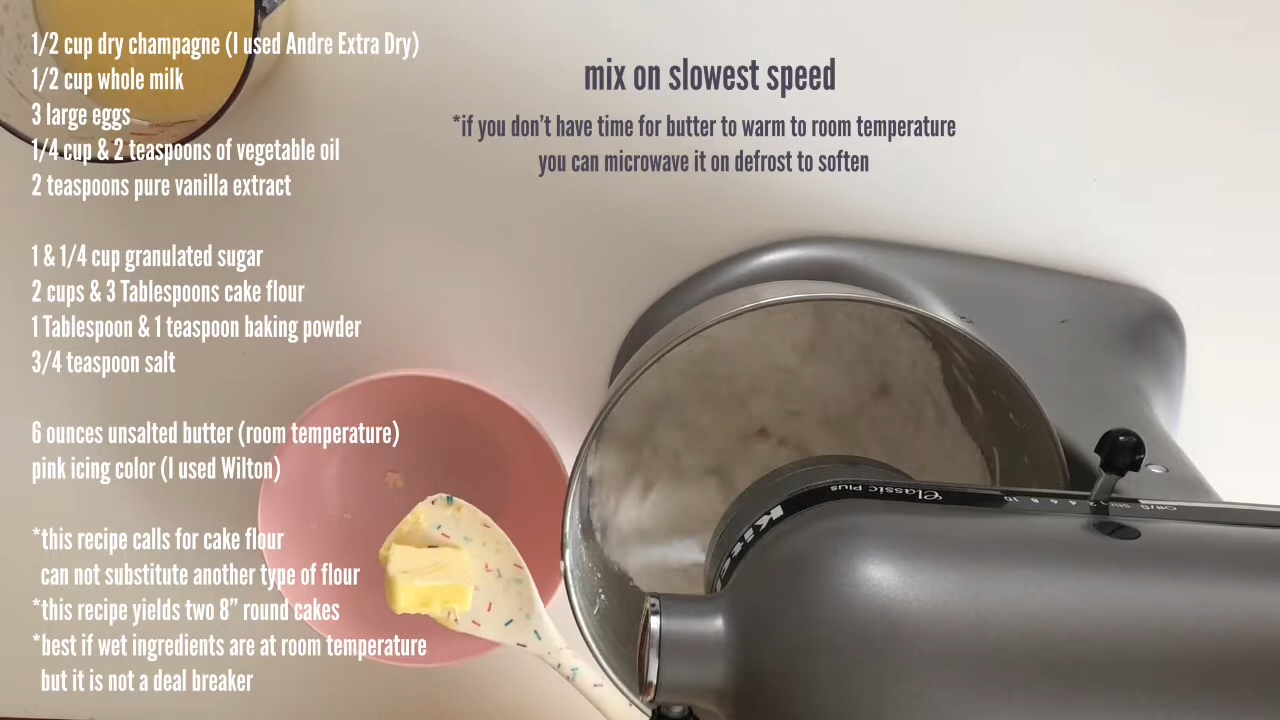 1/2 cup dry champagne (I used Andre Extra Dry)
1/2 cup whole milk
3 large eggs
1/4 cup & 2 teaspoons of vegetable oil
2 teaspoons pure vanilla extract
1 & 1/4 cup granulated sugar
2 cups & 3 Tablespoons cake flour
1 Tablespoon & 1 teaspoon baking powder
3/4 teaspoon salt
6 ounces unsalted butter (room temperature)
pink icing color (I used Wilton)
*this recipe calls for cake flour
can not substitute another type of flour
*this recipe yields two 8” round cakes
*best if wet ingredients are at room temperature
but it is not a deal breaker
mix on slowest speed
*if you don’t have time for butter to warm to room temperature
you can microwave it on defrost to soften
Classic Plus